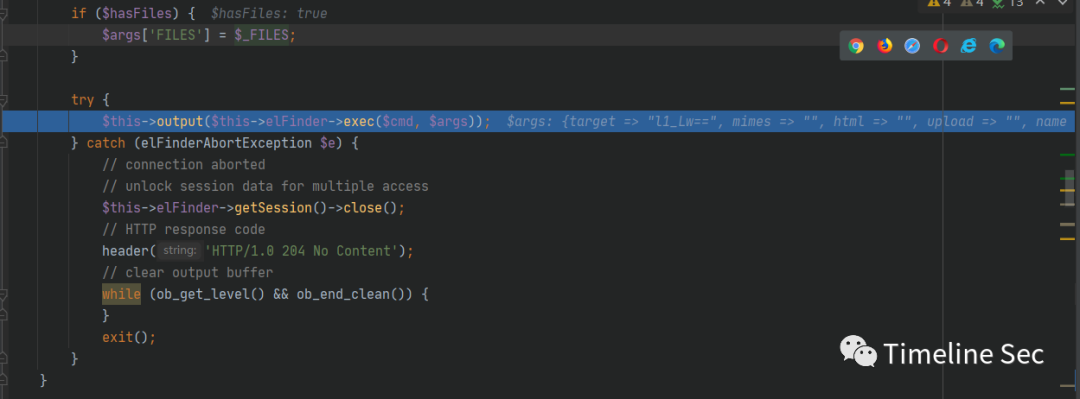 if ($hasFiles) {  $hasFiles: true
4 4 13
$args['FILES'] = $_FILES;
}
try {
$this->output($this->elFinder->exec($cmd, $args));  $args: {target => "l1_Lw==", mimes => "", html => "", upload => "", name
} catch (elFinderAbortException $e) {
// connection aborted
// unlock session data for multiple access
$this->elFinder->getSession()->close();
// HTTP response code
header( string: 'HTTP/1.0 204 No Content');
// clear output buffer
while (ob_get_level() && ob_end_clean()) {
}
exit();
}
}
Timeline Sec